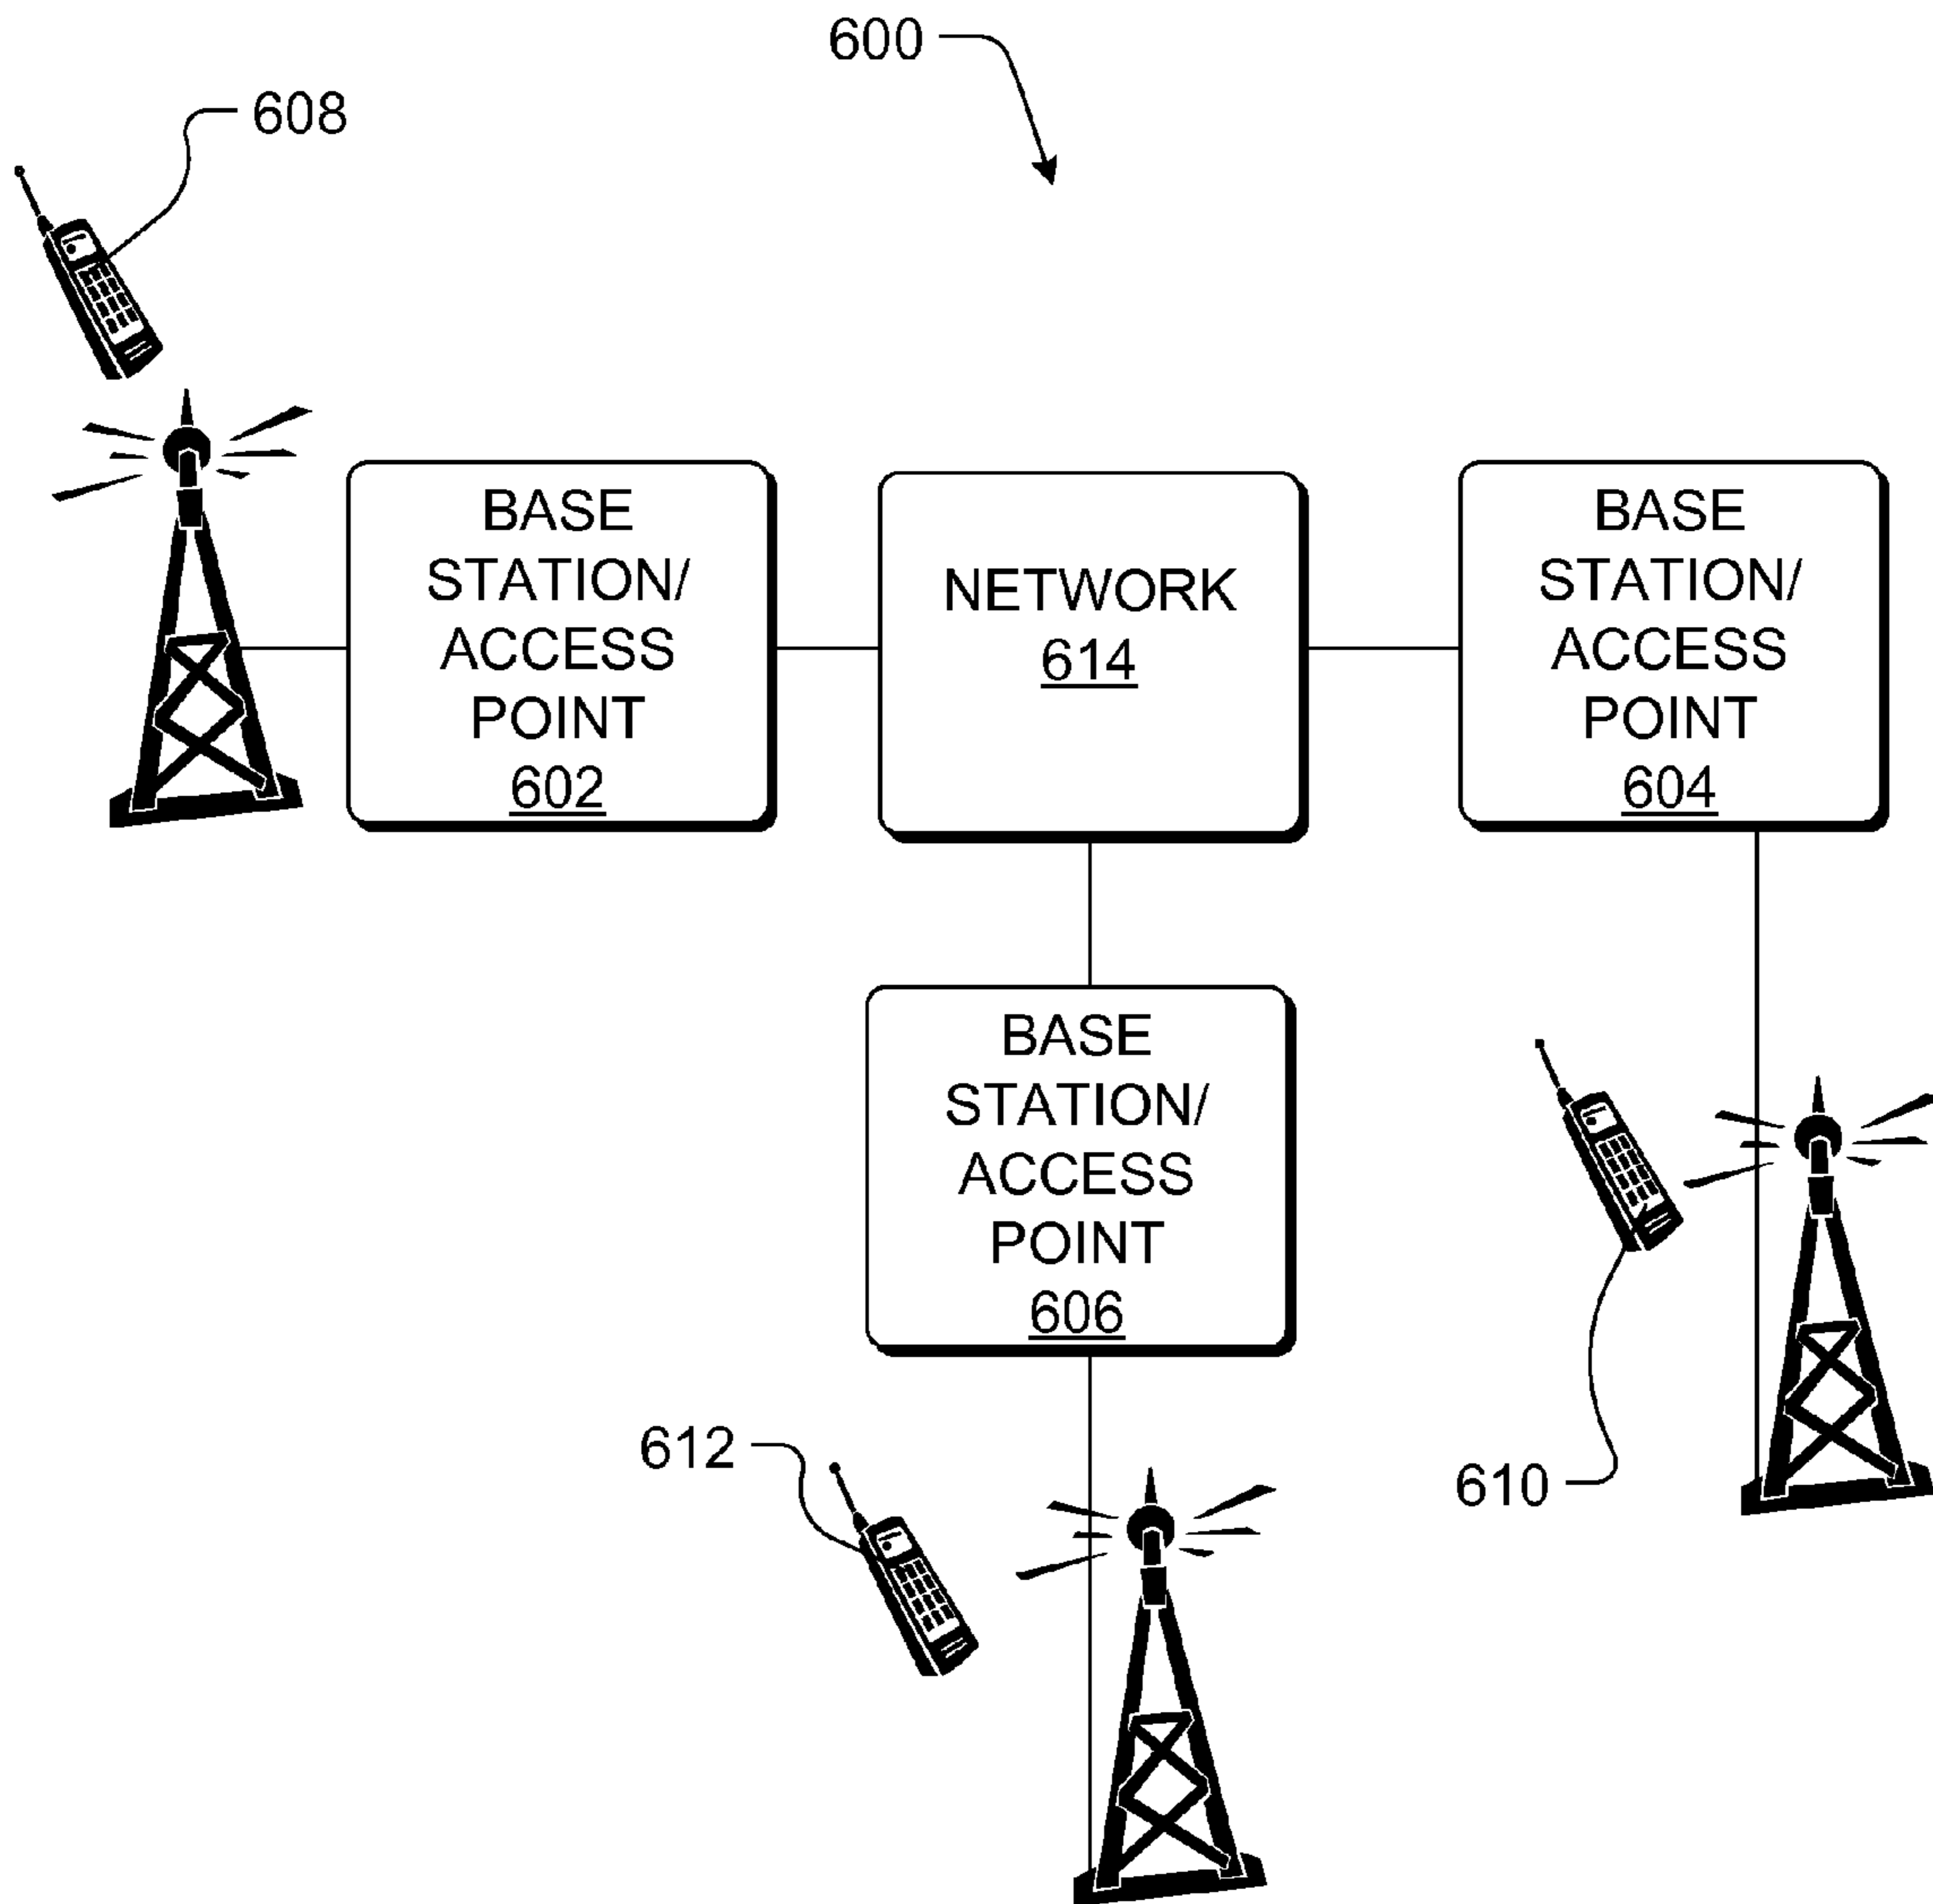 600
608
BASE
STATION/
ACCESS
POINT
602
NETWORK
614
BASE
STATION/
ACCESS
POINT
604
BASE
STATION/
ACCESS
POINT
606
612
610